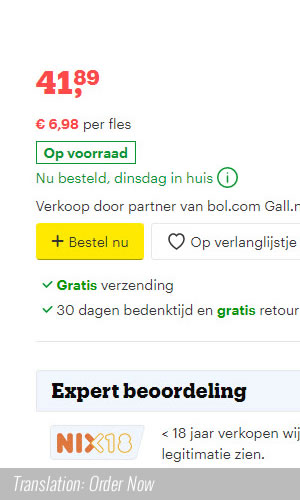 41,89
€ 6,98 per fles
Op voorraad
Nu besteld, dinsdag in huis i
Verkoop door partner van bol.com Gall.n
+ Bestel nu
Op verlanglijstje
Gratis verzending
30 dagen bedenktijd en gratis retour
Expert beoordeling
NIX18
< 18 jaar verkopen wij
legitimatie zien.
Translation: Order Now